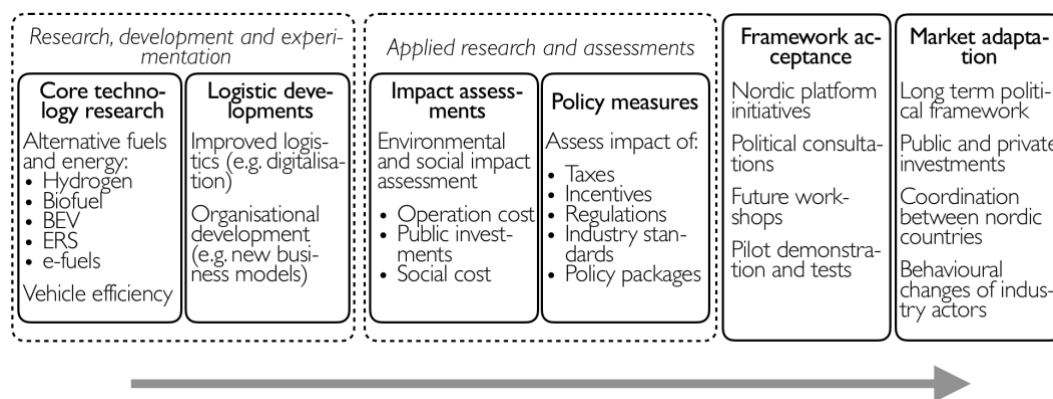 Research, development and experi-
mentation
Core techno-
logy research
Alternative fuels
and energy:
• Hydrogen
• Biofuel
• BEV
• ERS
• e-fuels
Vehicle efficiency
Logistic deve-
lopments
Improved logis-
tics (e.g. digitalisa-
tion)
Organisational
development
(e.g. new busi-
ness models)
Applied research and assessments
Impact assess-
ments
Environmental
and social impact
assessment
• Operation cost
• Public invest-
ments
• Social cost
Policy measures
Assess impact of:
• Taxes
• Incentives
• Regulations
• Industry stan-
dards
• Policy packages
Framework ac-
ceptance
Nordic platform
initiatives
Political consulta-
tions
Future work-
shops
Pilot demonstra-
tion and tests
Market adapta-
tion
Long term politi-
cal framework
Public and private
investments
Coordination
between nordic
countries
Behavioural
changes of indus-
try actors